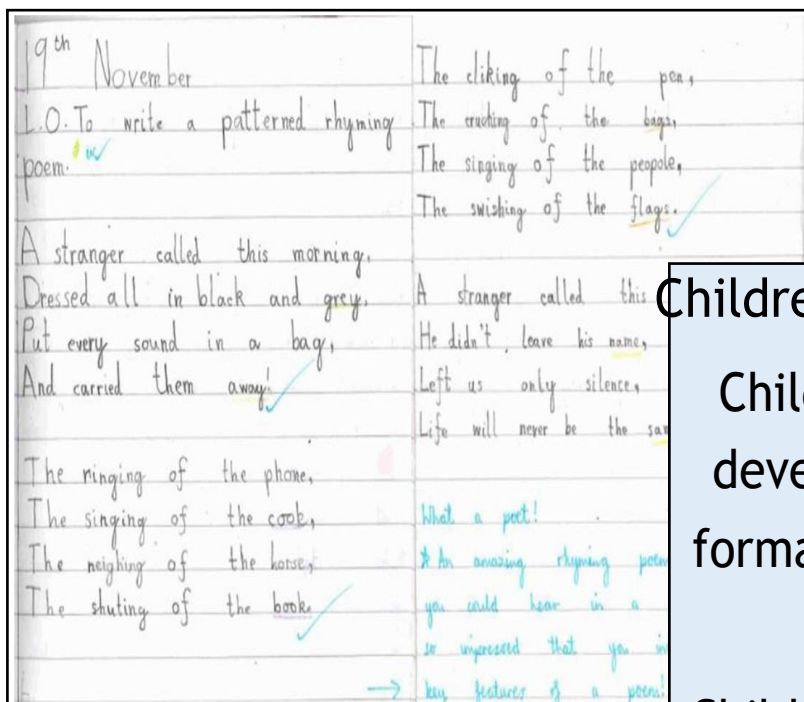 19th November
L.O. To write a patterned rhyming
poem.
A stranger called this morning,
Dressed all in black and grey,
Put every sound in a bag,
And carried them away!
The ringing of the phone,
The singing of the cook,
The neighing of the horse,
The shuting of the book.
The cliking of the pen,
The crushing of the bags,
The singing of the peopole,
The swishing of the flags.
A stranger called this
He didn't leave his name,
Left us only silence,
Life will never be the
What a poet!
An amazing rhyming poem
you could hear in a
so impressed that you
→ key features of a poem!